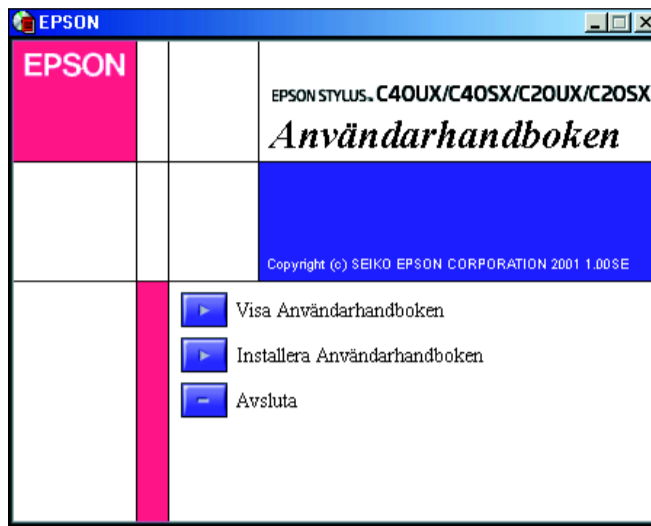 EPSON
EPSON
EPSON STYLUS™ C40UX/C40SX/C20UX/C20SX
Användarhandboken
Copyright (c) SEIKO EPSON CORPORATION 2001 1.00SE
Visa Användarhandboken
Installera Användarhandboken
Avsluta